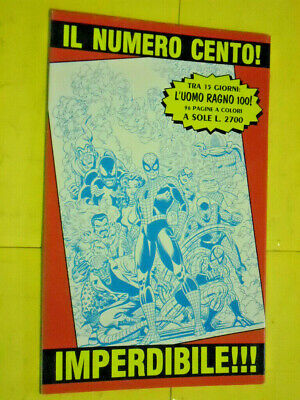 IL NUMERO CENTO!
TRA 15 GIORNI:
L'UOMO RAGNO 100!
96 PAGINE A COLORI
A SOLE L. 2700
IMPERDIBILE!!!